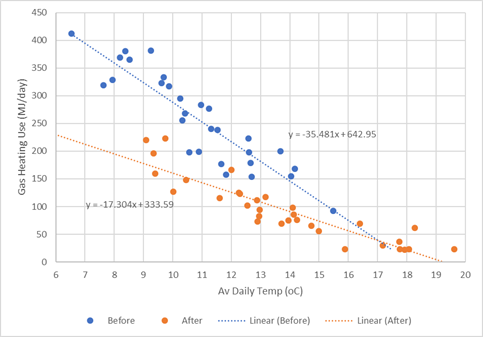 Gas Heating Use (MJ/day)
450
400
350
300
250
200
150
100
50
0
y = -35.481x+642.95
y = -17.304x+333.59
6 7 8 9 10 11 12 13 14 15 16 17 18 19 20
Av Daily Temp (oC)
Before After Linear (Before) Linear (After)